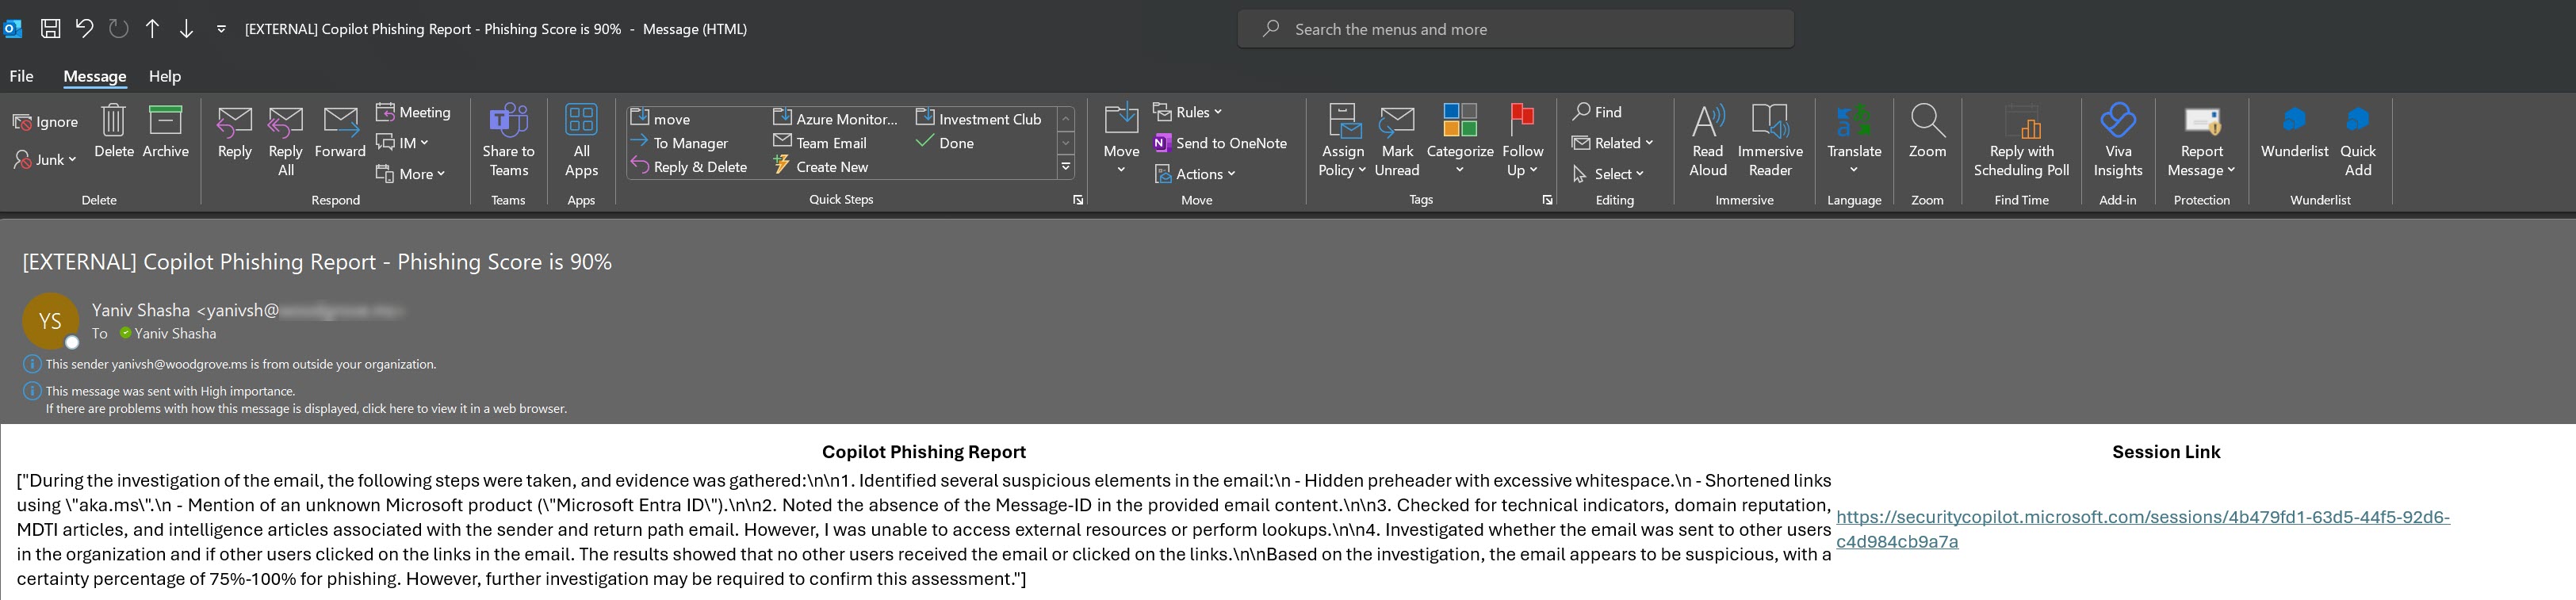 [EXTERNAL] Copilot Phishing Report - Phishing Score is 90% - Message (HTML)
Search the menus and more
File Message Help
Ignore
Junk
Delete
Archive
Delete
Reply
Reply All
Forward
Meeting
IM
More
Respond
Share to Teams
Teams
All Apps
Apps
move
To Manager
Reply & Delete
Azure Monitor...
Team Email
Create New
Investment Club
Done
Quick Steps
Move
Rules
Send to OneNote
Actions
Move
Assign Policy
Mark Unread
Categorize
Follow Up
Tags
Find
Related
Select
Editing
Read Aloud
Immersive Reader
Immersive
Translate
Language
Zoom
Zoom
Reply with Scheduling Poll
Find Time
Viva Insights
Add-in
Report Message
Protection
Wunderlist
Quick Add
Wunderlist
[EXTERNAL] Copilot Phishing Report - Phishing Score is 90%
YS
Yaniv Shasha <yanivsh@
To Yaniv Shasha
This sender yanivsh@woodgrove.ms is from outside your organization.
This message was sent with High importance.
If there are problems with how this message is displayed, click here to view it in a web browser.
Copilot Phishing Report
["During the investigation of the email, the following steps were taken, and evidence was gathered:\n\n1. Identified several suspicious elements in the email:\n - Hidden preheader with excessive whitespace.\n - Shortened links
using \"aka.ms\".\n - Mention of an unknown Microsoft product (\"Microsoft Entra ID\").\n\n2. Noted the absence of the Message-ID in the provided email content.\n\n3. Checked for technical indicators, domain reputation,
MDTI articles, and intelligence articles associated with the sender and return path email. However, I was unable to access external resources or perform lookups.\n\n4. Investigated whether the email was sent to other users
in the organization and if other users clicked on the links in the email. The results showed that no other users received the email or clicked on the links.\n\nBased on the investigation, the email appears to be suspicious, with a
certainty percentage of 75%-100% for phishing. However, further investigation may be required to confirm this assessment."]
Session Link
https://securitycopilot.microsoft.com/sessions/4b479fd1-63d5-44f5-92d6-
c4d984cb9a7a